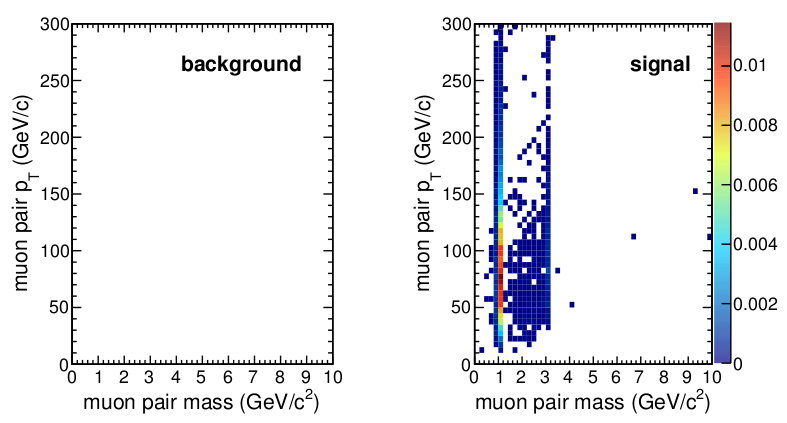 background
muon pair p_T (GeV/c)
300
250
200
150
100
50
0
0 1 2 3 4 5 6 7 8 9 10
muon pair mass (GeV/c²)
signal
muon pair p_T (GeV/c)
300
250
200
150
100
50
0
0 1 2 3 4 5 6 7 8 9 10
muon pair mass (GeV/c²)
0.01
0.008
0.006
0.004
0.002
0